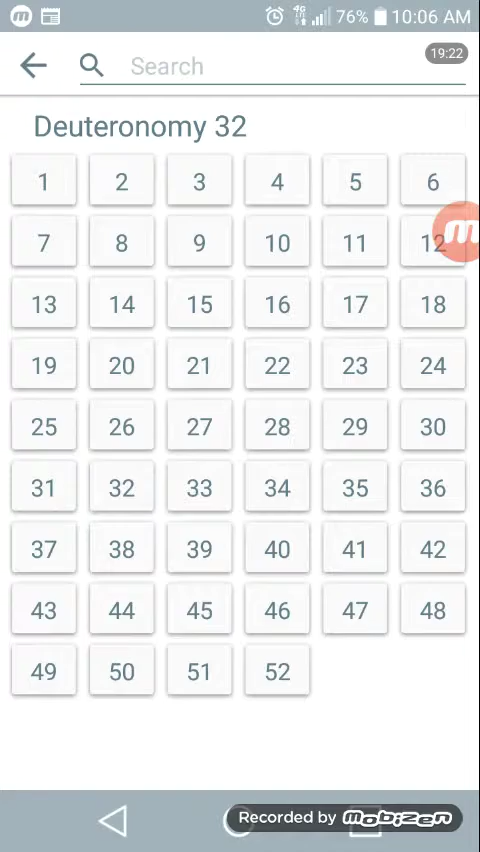 4G 76% 10:06 AM
Search
19:22
Deuteronomy 32
1 2 3 4 5 6
7 8 9 10 11 12
13 14 15 16 17 18
19 20 21 22 23 24
25 26 27 28 29 30
31 32 33 34 35 36
37 38 39 40 41 42
43 44 45 46 47 48
49 50 51 52
Recorded by Mobizen